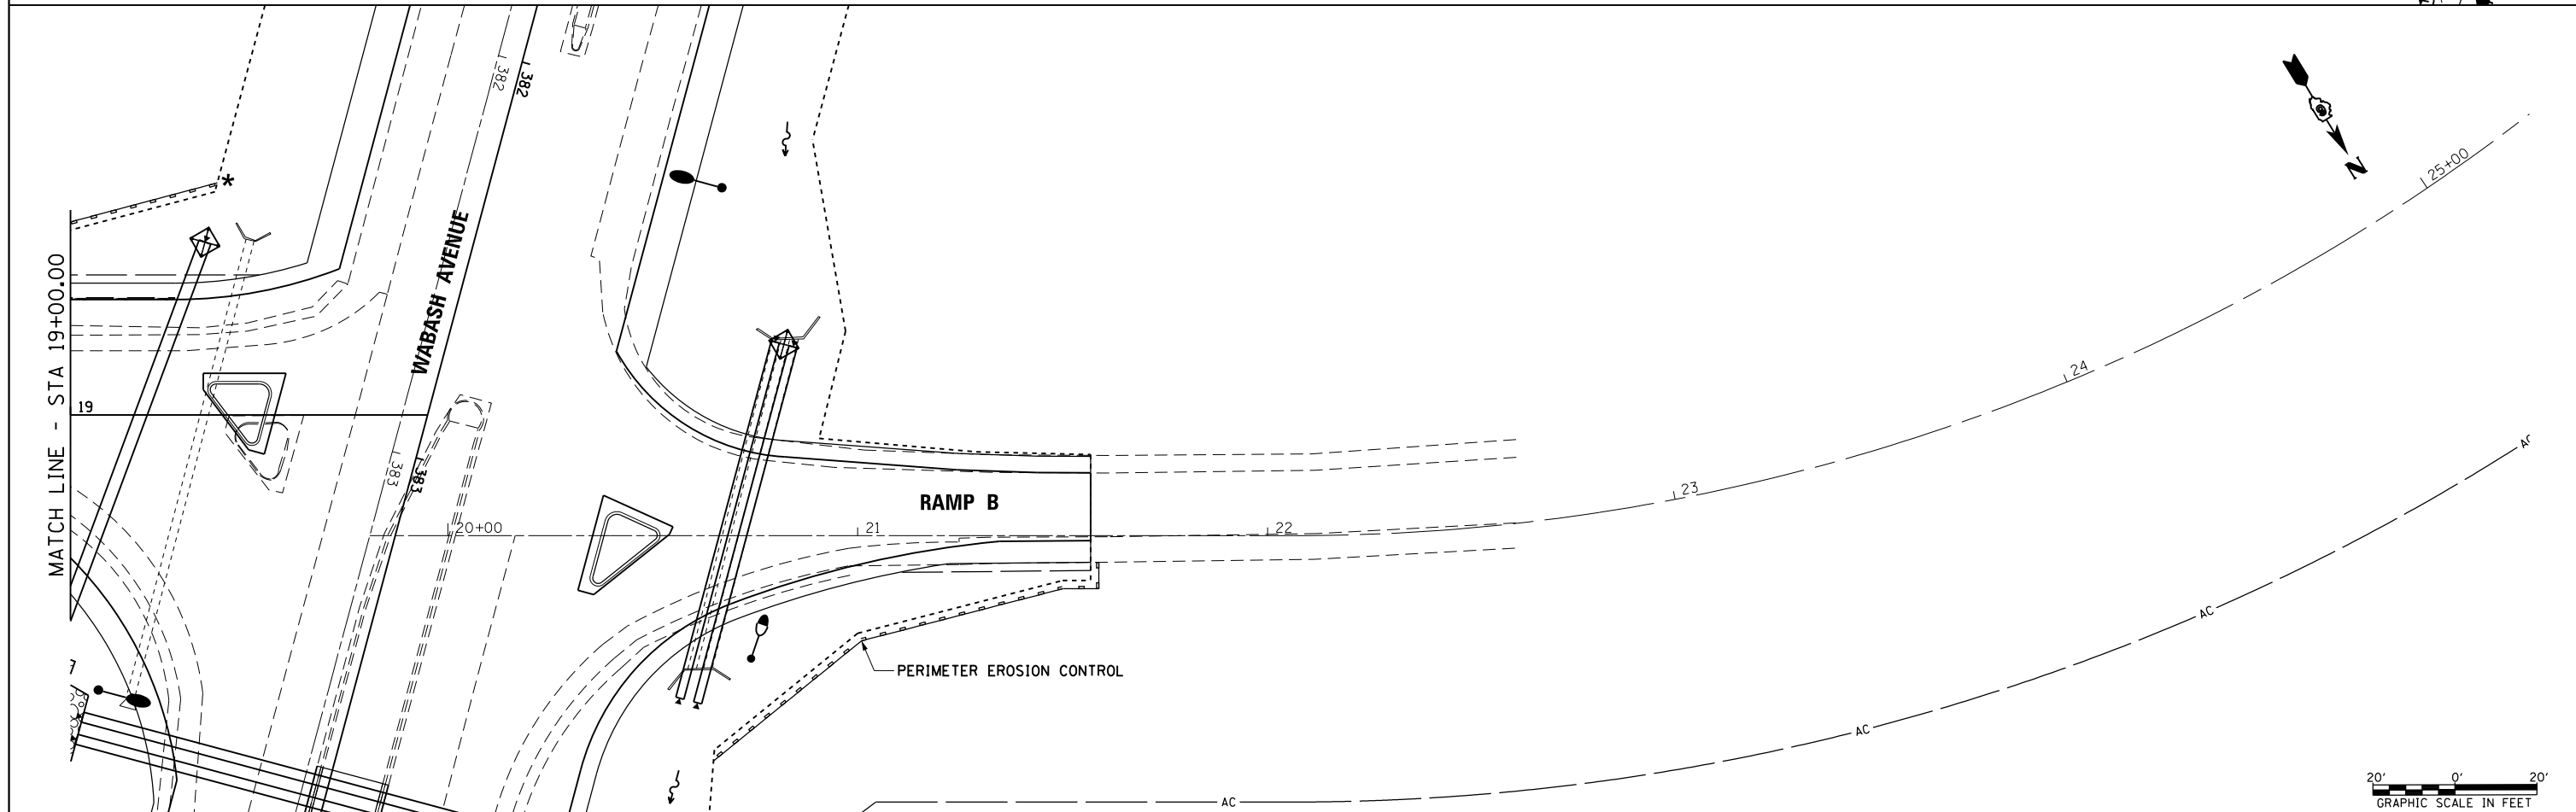 382
382
N
25+00
WABASH AVENUE
MATCH LINE - STA 19+00.00
24
19
AC
383
383
23
RAMP B
20+00
21
22
AC
PERIMETER EROSION CONTROL
AC
20' 0' 20'
AC
GRAPHIC SCALE IN FEET
*